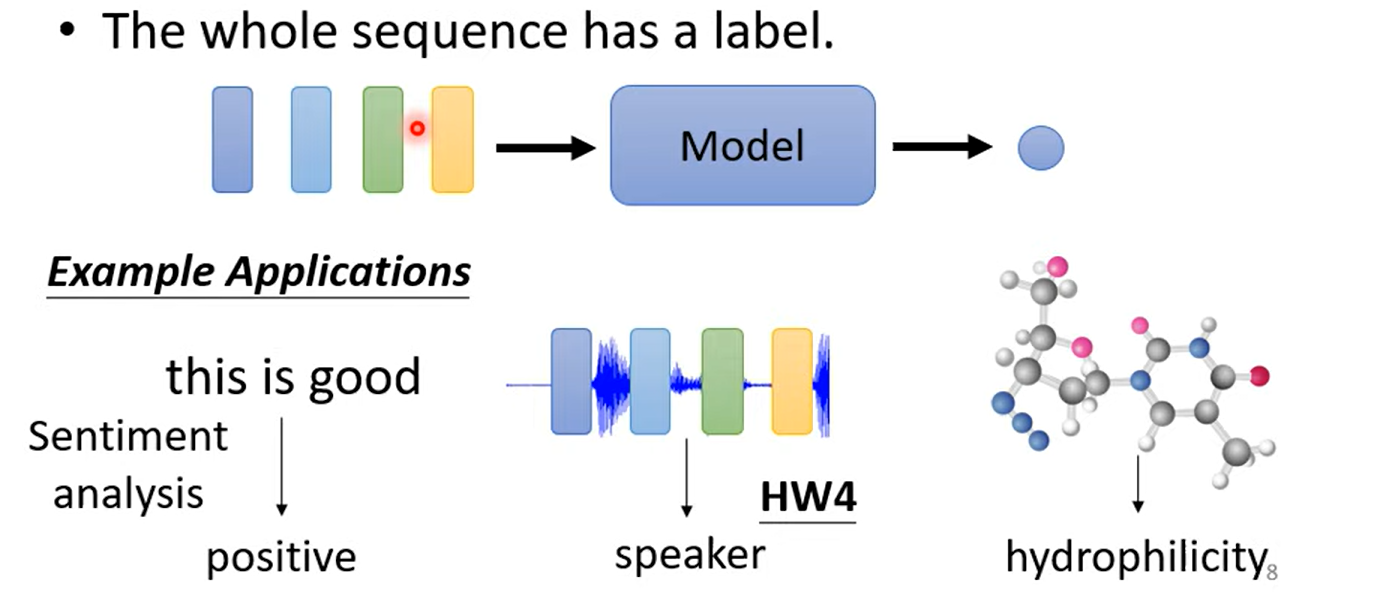 • The whole sequence has a label.
Model
Example Applications
this is good
Sentiment
analysis
positive
HW4
speaker
hydrophilicity
8